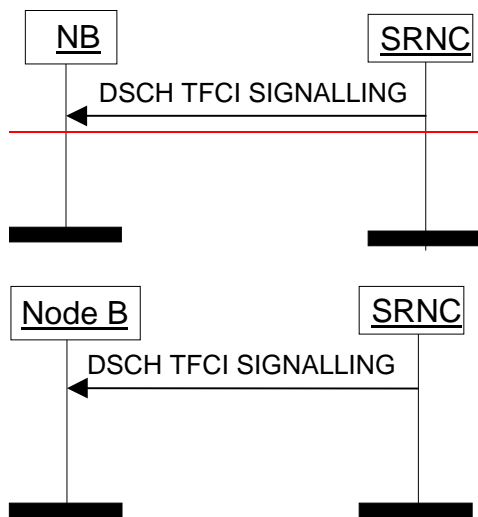 NB
SRNC
DSCH TFCI SIGNALLING
Node B
SRNC
DSCH TFCI SIGNALLING